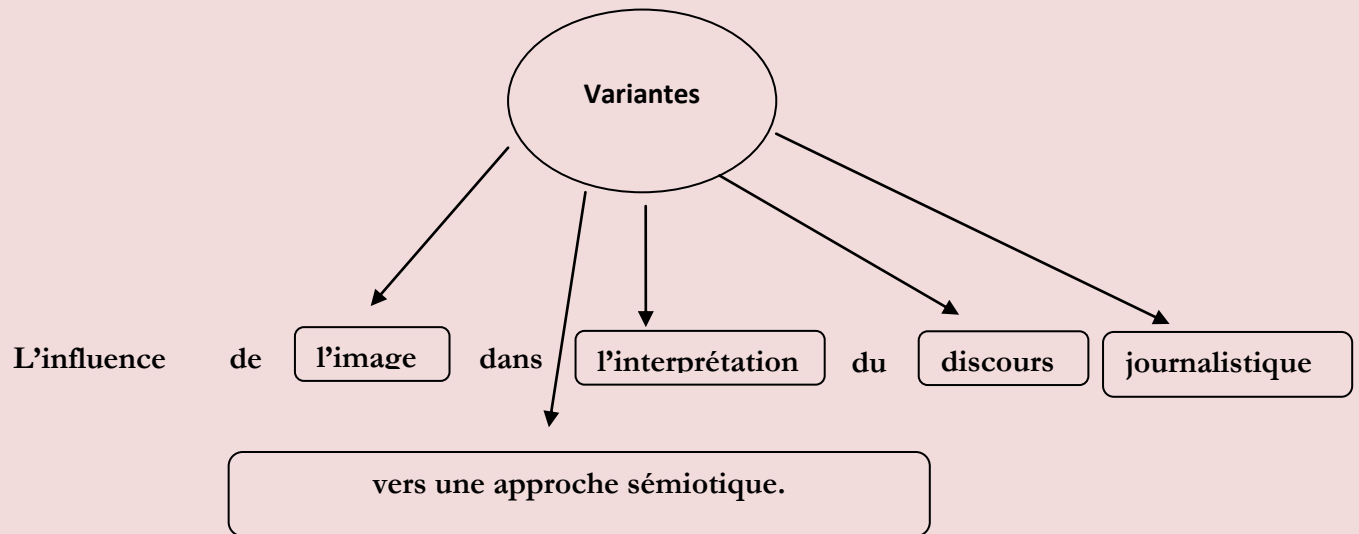 Variantes
L’influence de l’image dans l’interprétation du discours journalistique
vers une approche sémiotique.